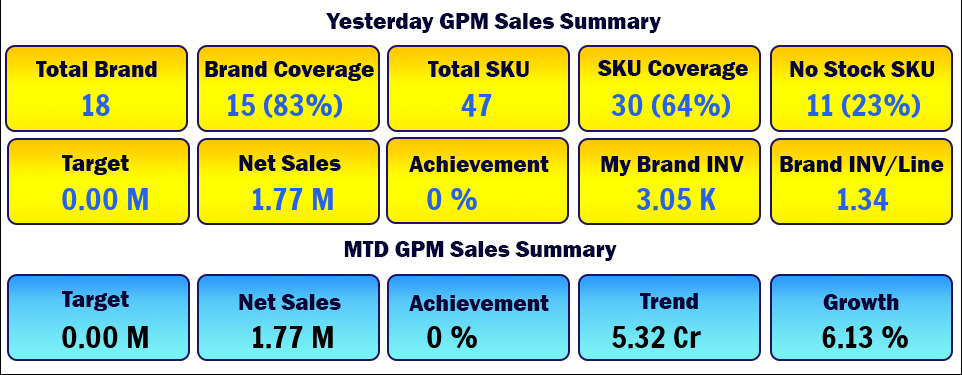 Yesterday GPM Sales Summary
Total Brand
18
Brand Coverage
15 (83%)
Total SKU
47
SKU Coverage
30 (64%)
No Stock SKU
11 (23%)
Target
0.00 M
Net Sales
1.77 M
Achievement
0 %
My Brand INV
3.05 K
Brand INV/Line
1.34
MTD GPM Sales Summary
Target
0.00 M
Net Sales
1.77 M
Achievement
0 %
Trend
5.32 Cr
Growth
6.13 %